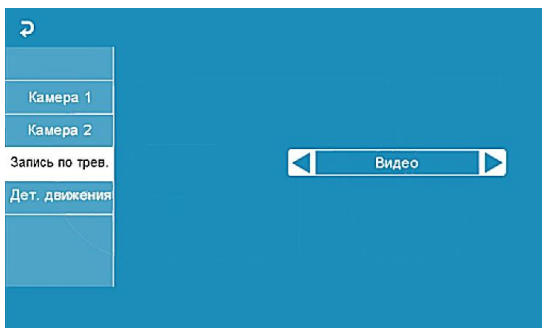 Камера 1
Камера 2
Запись по трев.
Видео
Дет. движения